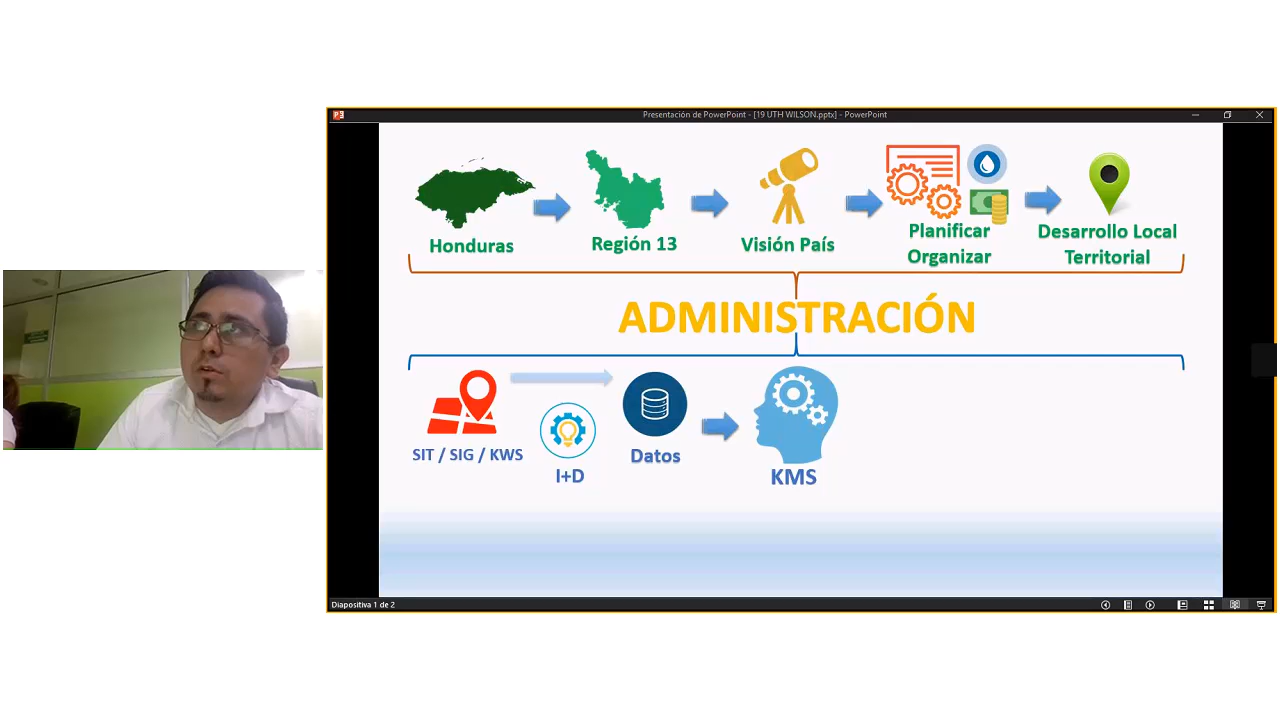 Presentación de PowerPoint - [19 UTH WILSON.pptx] - PowerPoint
Honduras
Región 13
Visión País
Planificar
Organizar
Desarrollo Local
Territorial
ADMINISTRACIÓN
SIT / SIG / KWS
I+D
Datos
KMS
Diapositiva 1 de 2